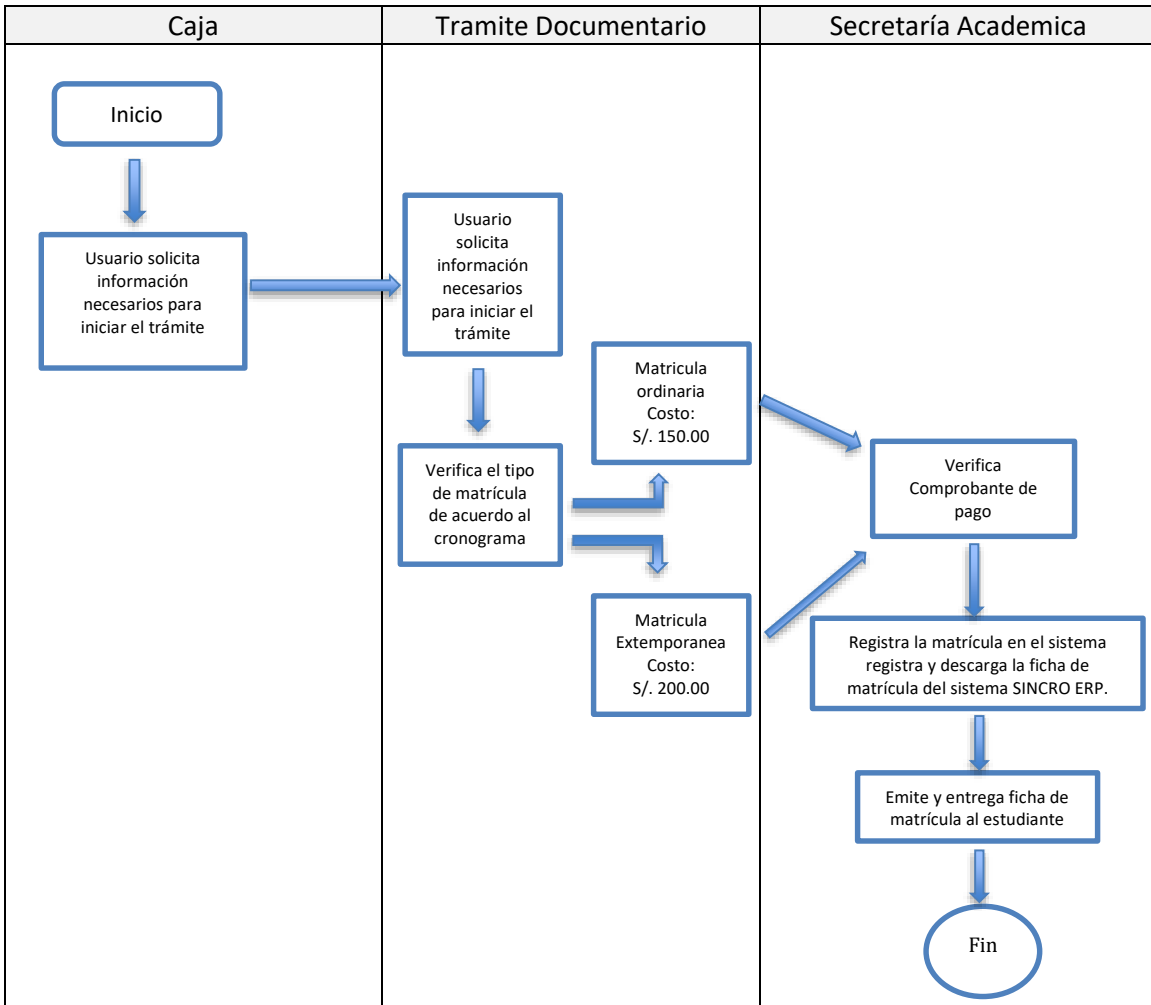 Caja
Tramite Documentario
Secretaría Academica
Inicio
Usuario solicita
información
necesarios para
iniciar el trámite
Usuario
solicita
información
necesarios
para iniciar el
trámite
Verifica el tipo
de matrícula
de acuerdo al
cronograma
Matricula
ordinaria
Costo:
S/. 150.00
Matricula
Extemporanea
Costo:
S/. 200.00
Verifica
Comprobante de
pago
Registra la matrícula en el sistema
registra y descarga la ficha de
matrícula del sistema SINCRO ERP.
Emite y entrega ficha de
matrícula al estudiante
Fin